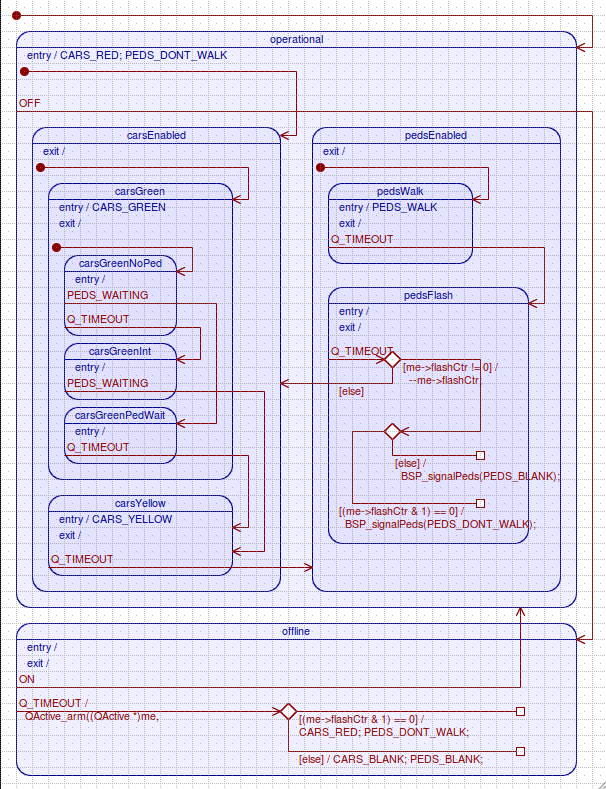 operational
entry / CARS_RED; PEDS_DONT_WALK
OFF
carsEnabled
exit /
carsGreen
entry / CARS_GREEN
exit /
carsGreenNoPed
entry /
PEDS_WAITING
Q_TIMEOUT
carsGreenInt
entry /
PEDS_WAITING
carsGreenPedWait
entry /
Q_TIMEOUT
carsYellow
entry / CARS_YELLOW
exit /
Q_TIMEOUT
pedsEnabled
exit /
pedsWalk
entry / PEDS_WALK
exit /
Q_TIMEOUT
pedsFlash
entry /
exit /
Q_TIMEOUT
[me->flashCtr != 0] /
--me->flashCtr;
[else]
[else] /
BSP_signalPeds(PEDS_BLANK);
[(me->flashCtr & 1) == 0] /
BSP_signalPeds(PEDS_DONT_WALK);
offline
entry /
exit /
ON
Q_TIMEOUT /
QActive_arm((QActive *)me,
[(me->flashCtr & 1) == 0] /
CARS_RED; PEDS_DONT_WALK;
[else] / CARS_BLANK; PEDS_BLANK;